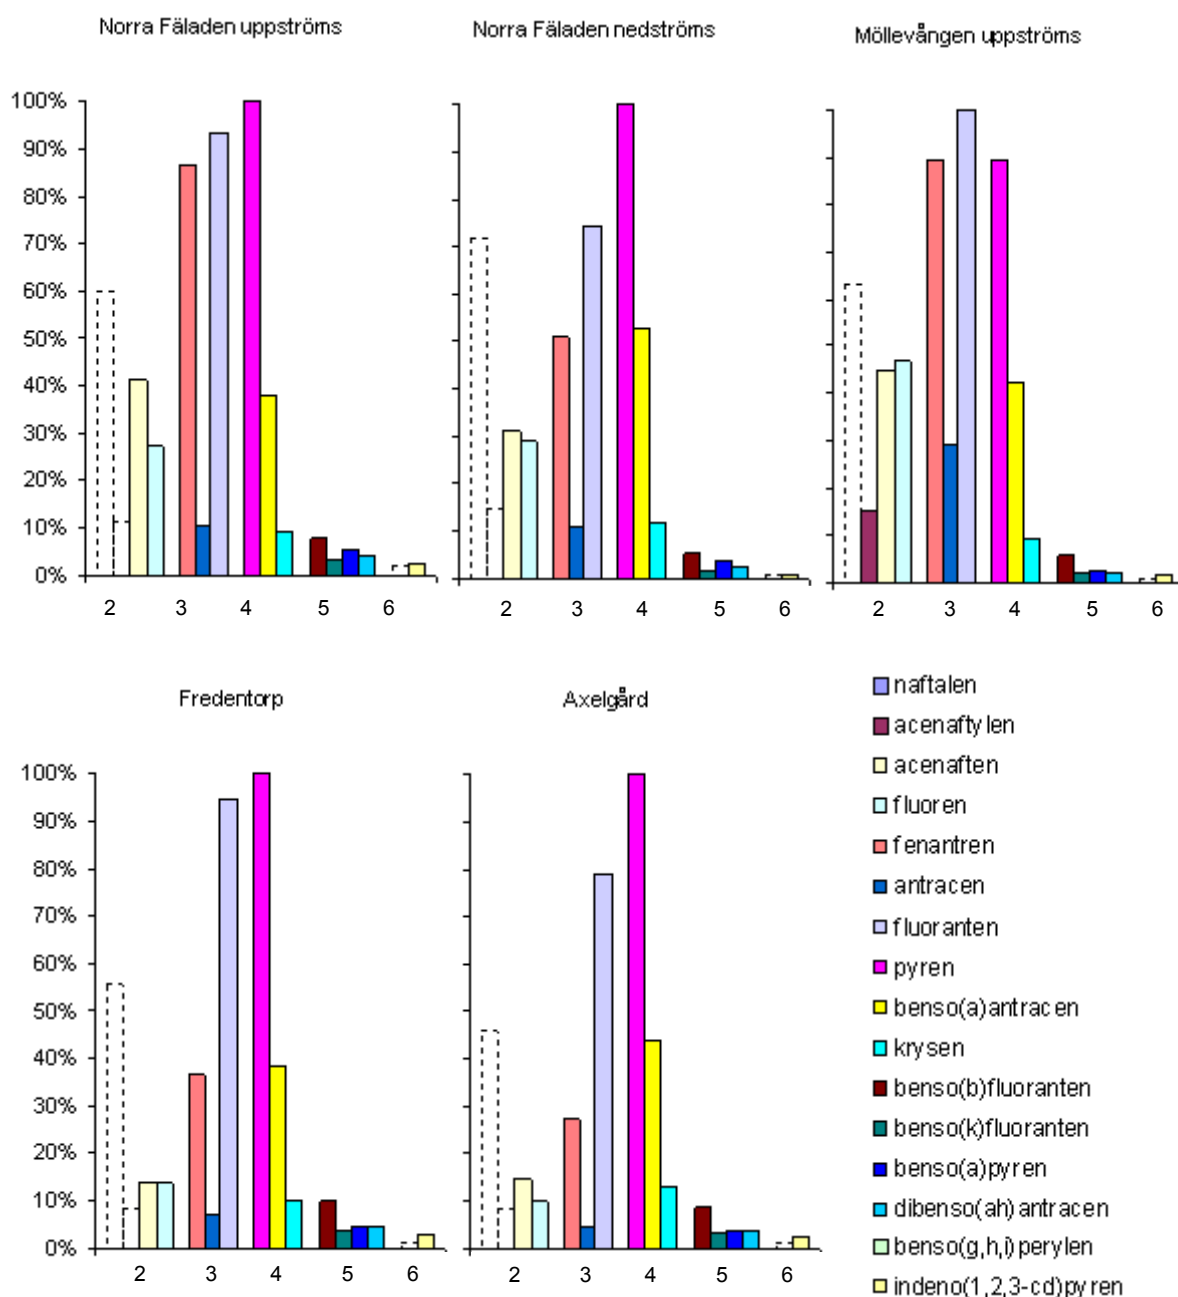 Norra Fäladen uppströms
Norra Fäladen nedströms
Möllevången uppströms
100%
90%
80%
70%
60%
50%
40%
30%
20%
10%
0%
2 3 4 5 6
2 3 4 5 6
2 3 4 5 6
Fredentorp
Axelgård
100%
90%
80%
70%
60%
50%
40%
30%
20%
10%
0%
2 3 4 5 6
2 3 4 5 6
naftalen
acenaftylen
acenaften
fluoren
fenantren
antracen
fluoranten
pyren
benso(a)antracen
krysen
benso(b)fluoranten
benso(k)fluoranten
benso(a)pyren
dibenso(ah)antracen
benso(g,h,i)perylen
indeno(1,2,3-cd)pyren